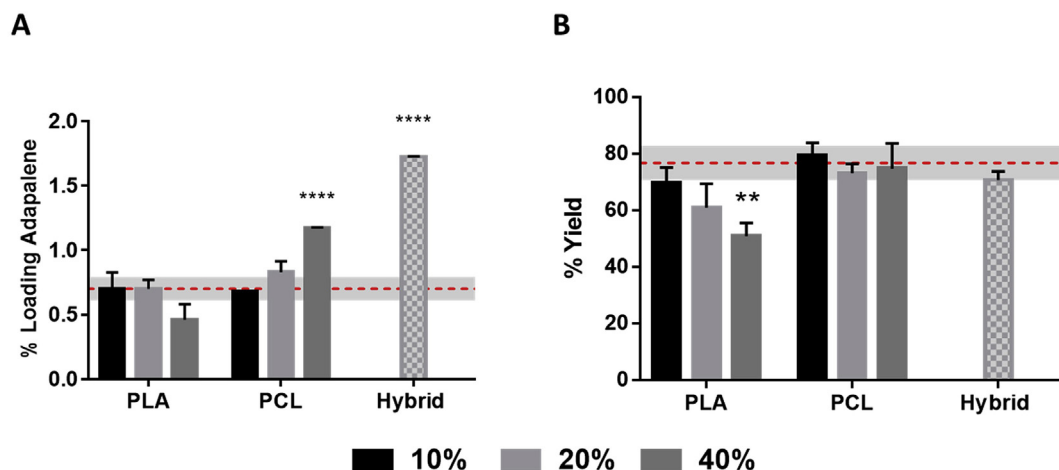 A
% Loading Adapalene
2.0
1.5
1.0
0.5
0.0
****
****
PLA PCL Hybrid
B
% Yield
100
80
60
40
20
0
**
PLA PCL Hybrid
10% 20% 40%